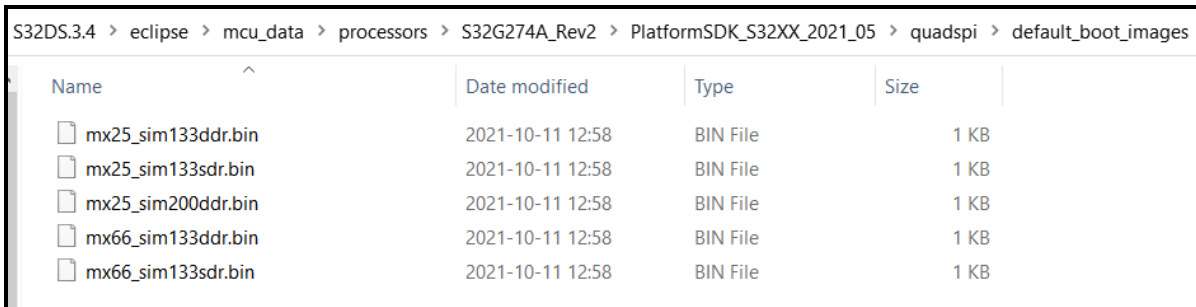 S32DS.3.4 > eclipse > mcu_data > processors > S32G274A_Rev2 > PlatformSDK_S32XX_2021_05 > quadspi > default_boot_images
Name Date modified Type Size
mx25_sim133ddr.bin 2021-10-11 12:58 BIN File 1 KB
mx25_sim133sdr.bin 2021-10-11 12:58 BIN File 1 KB
mx25_sim200ddr.bin 2021-10-11 12:58 BIN File 1 KB
mx66_sim133ddr.bin 2021-10-11 12:58 BIN File 1 KB
mx66_sim133sdr.bin 2021-10-11 12:58 BIN File 1 KB